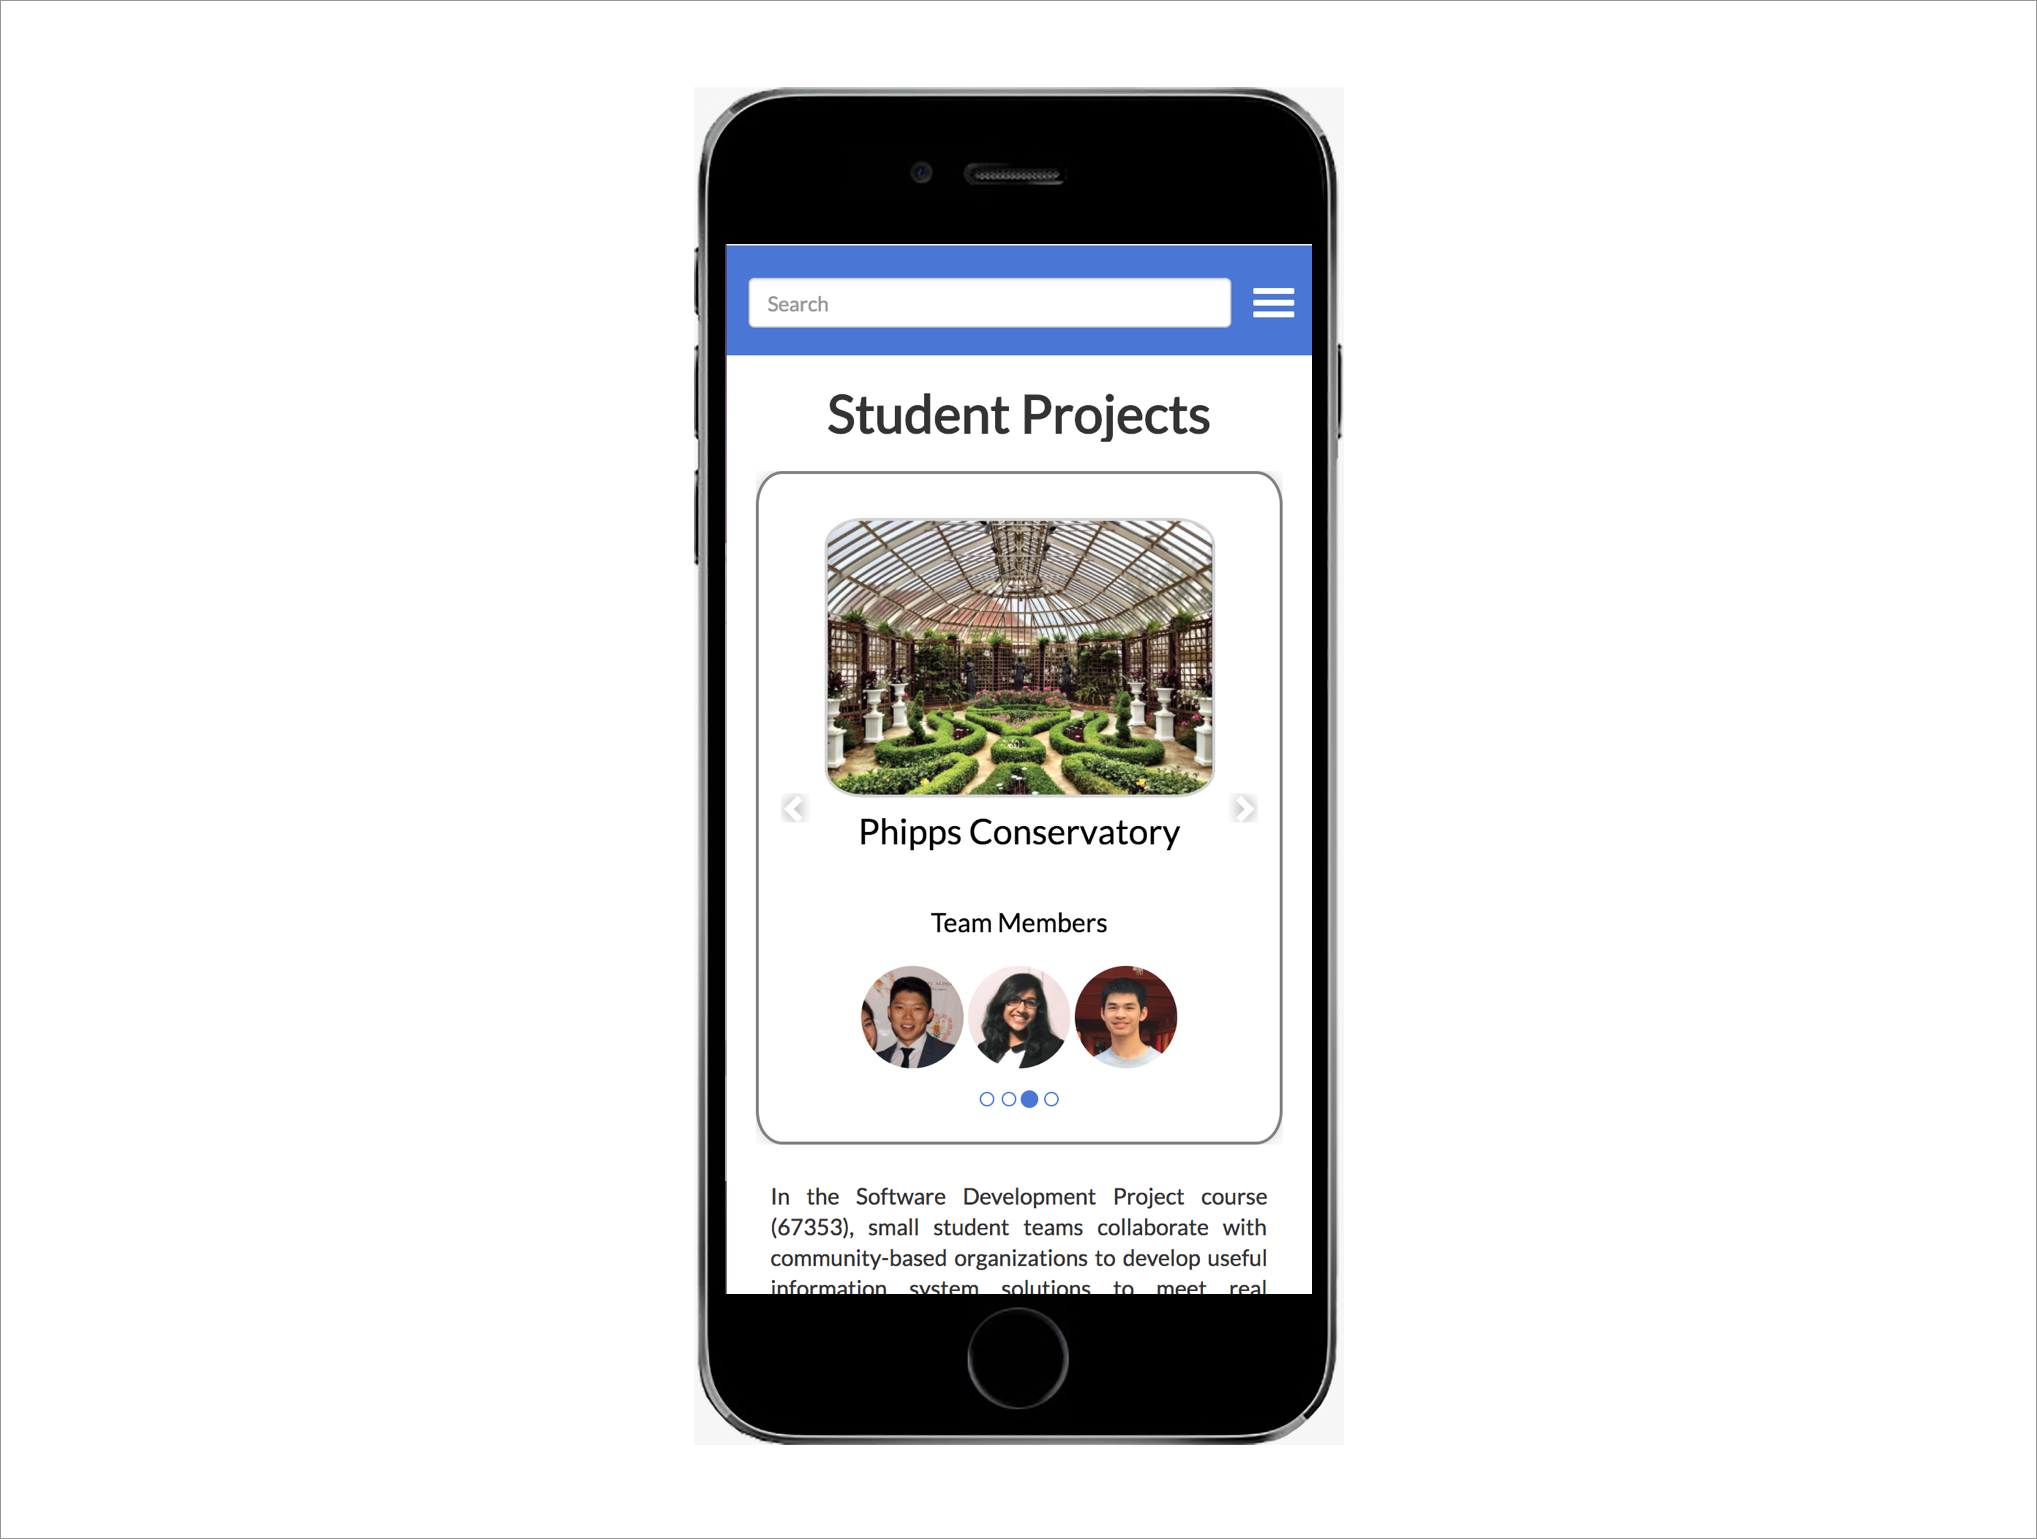 Search
Student Projects
Phipps Conservatory
Team Members
In the Software Development Project course
(67353), small student teams collaborate with
community-based organizations to develop useful
information system solutions to meet real